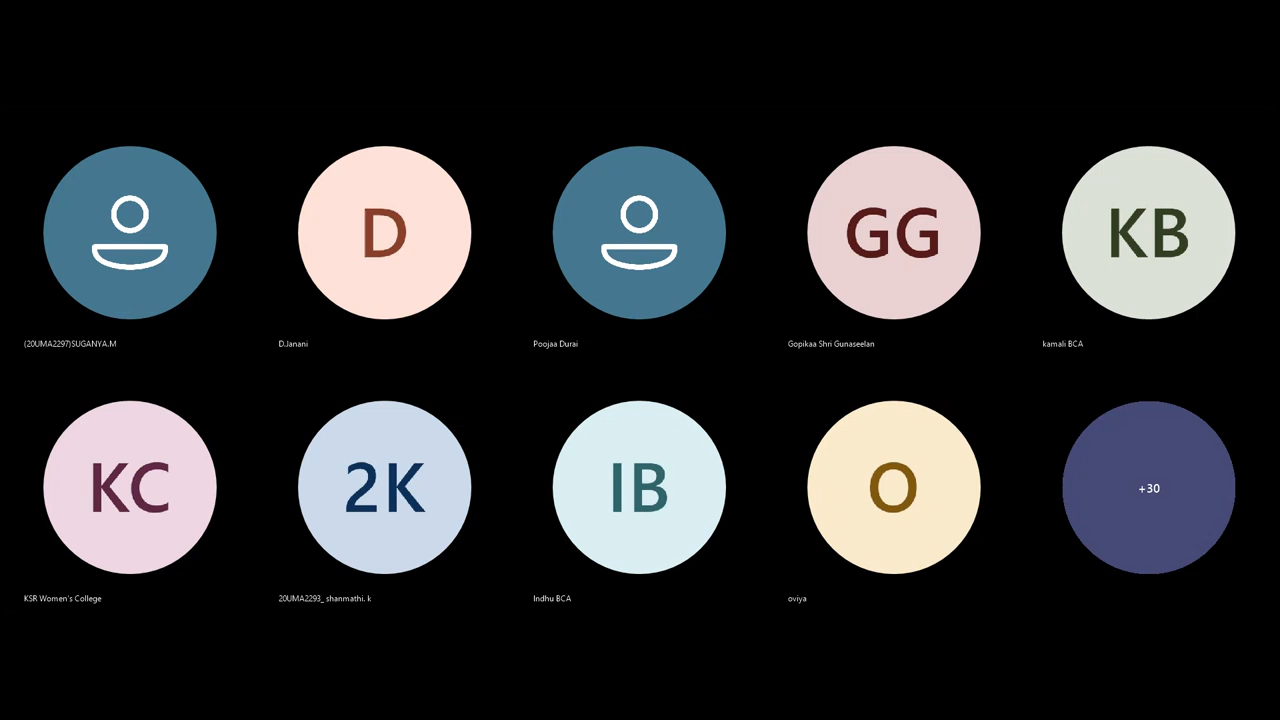 D
GG
KB
(20UMA2297)SUGANYA.M
D.Janani
Poojaa Durai
Gopikaa Shri Gunaseelan
kamali BCA
KC
2K
IB
O
+30
KSR Women's College
20UMA2293_ shanmathi. k
Indhu BCA
oviya